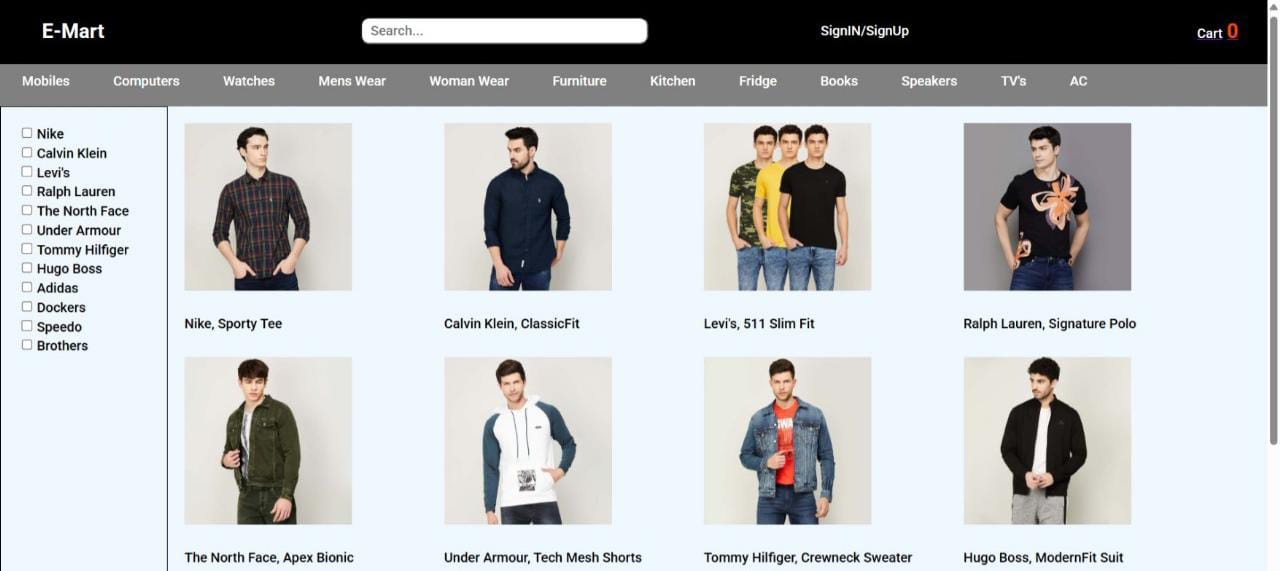 E-Mart
Search...
SignIN/SignUp
Cart 0
Mobiles Computers Watches Mens Wear Woman Wear Furniture Kitchen Fridge Books Speakers TV's AC
Nike
Calvin Klein
Levi's
Ralph Lauren
The North Face
Under Armour
Tommy Hilfiger
Hugo Boss
Adidas
Dockers
Speedo
Brothers
Nike, Sporty Tee
Calvin Klein, ClassicFit
Levi's, 511 Slim Fit
Ralph Lauren, Signature Polo
The North Face, Apex Bionic
Under Armour, Tech Mesh Shorts
Tommy Hilfiger, Crewneck Sweater
Hugo Boss, ModernFit Suit